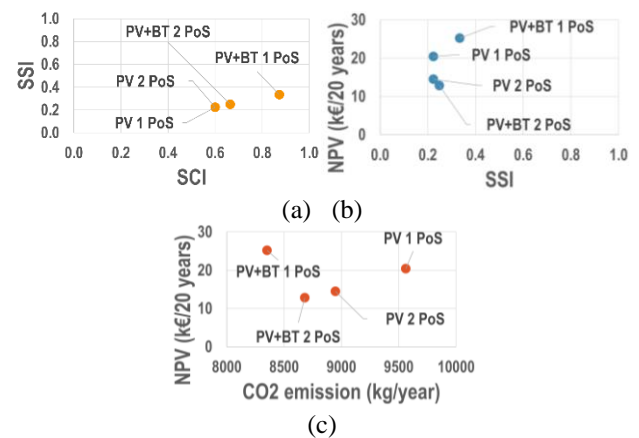 SSI
1.0
0.8
0.6
0.4
0.2
0.0
PV+BT 2 PoS
PV+BT 1 PoS
PV 2 PoS
PV 1 PoS
0.0 0.2 0.4 0.6 0.8 1.0
SCI
(a)
NPV (k€/20 years)
30
20
10
0
PV+BT 1 PoS
PV 1 PoS
PV 2 PoS
PV+BT 2 PoS
0.0 0.2 0.4 0.6 0.8 1.0
SSI
(b)
NPV (k€/20 years)
30
20
10
0
PV 1 PoS
PV+BT 1 PoS
PV 2 PoS
PV+BT 2 PoS
8000 8500 9000 9500 10000
CO2 emission (kg/year)
(c)